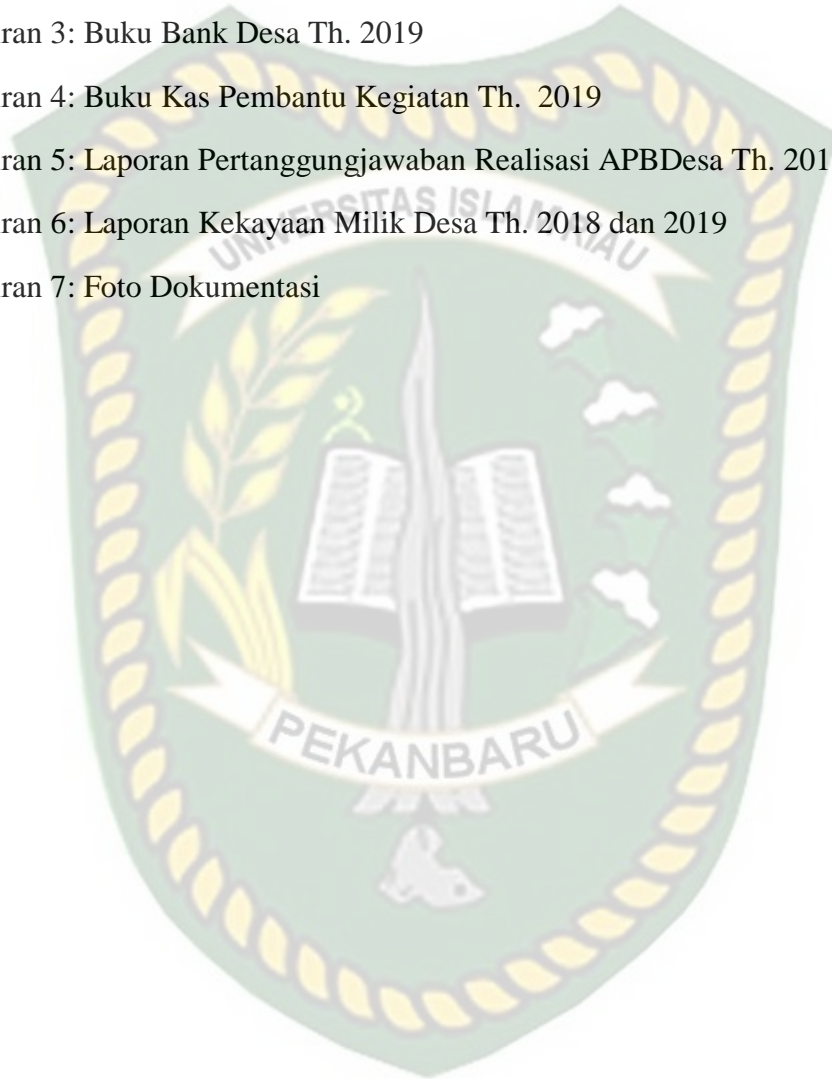 ran 3: Buku Bank Desa Th. 2019
ran 4: Buku Kas Pembantu Kegiatan Th. 2019
ran 5: Laporan Pertanggungjawaban Realisasi APBDesa Th. 201
ran 6: Laporan Kekayaan Milik Desa Th. 2018 dan 2019
UNIVERSITAS ISLAM RIAU
ran 7: Foto Dokumentasi
PEKANBARU